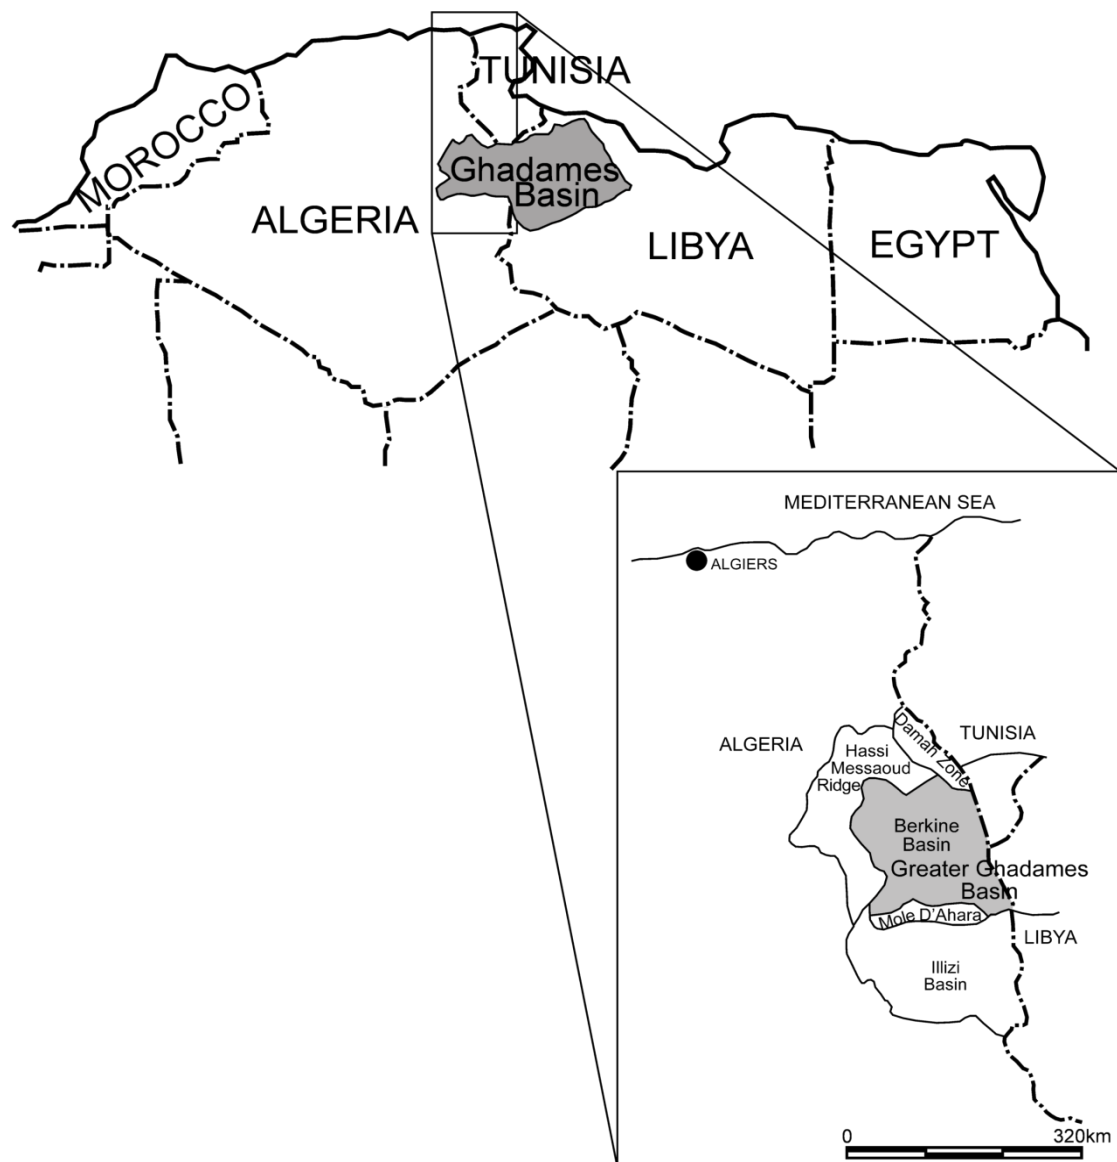 TUNISIA
MOROCCO
Ghadames
Basin
ALGERIA
LIBYA
EGYPT
MEDITERRANEAN SEA
ALGIERS
ALGERIA
TUNISIA
Damah Zone
Hassi
Messaoud
Ridge
Berkine
Basin
Greater Ghadames
Basin
Mole D'Ahara
LIBYA
Illizi
Basin
0 320km